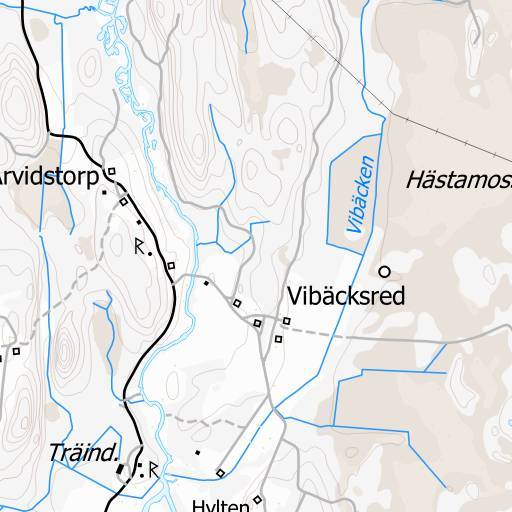 Arvidstorp
Vibäcken
Hästamoss
Vibäcksred
Träind.
Hylten